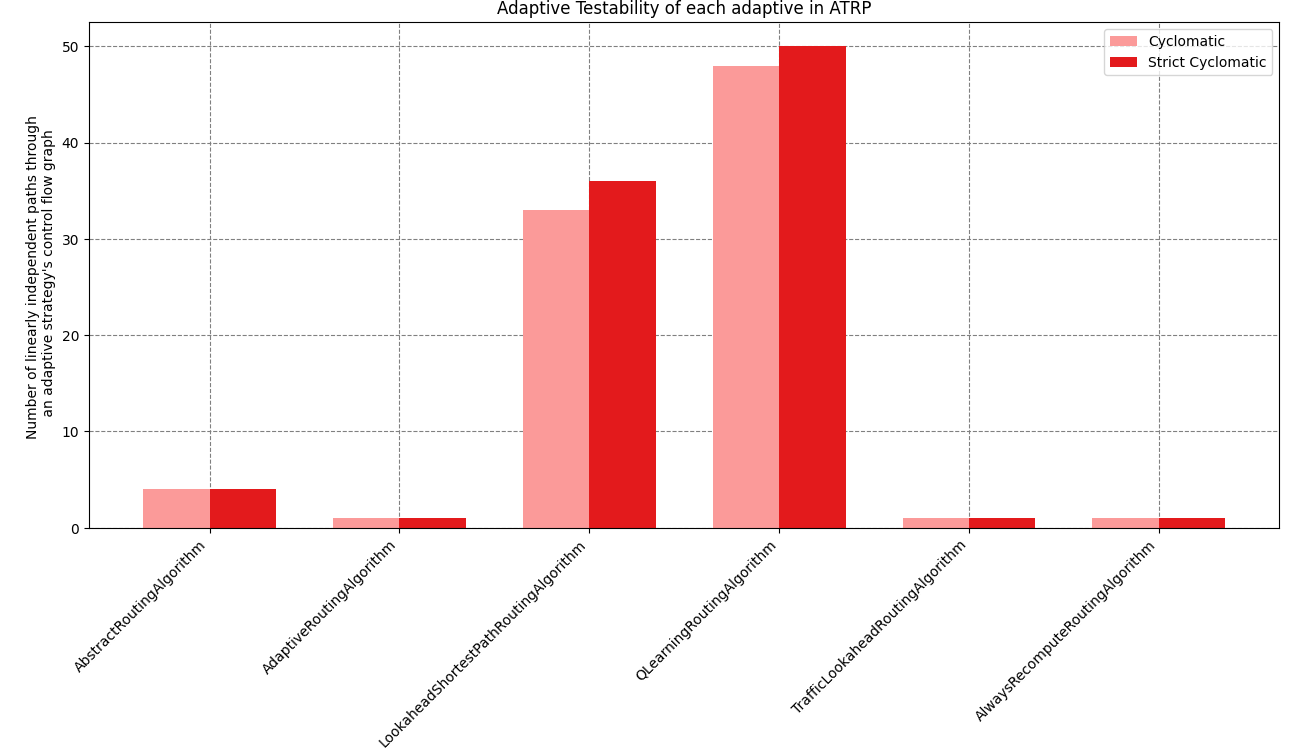 Adaptive Testability of each adaptive in ATRP
Cyclomatic
Strict Cyclomatic
Number of linearly independent paths through
an adaptive strategy's control flow graph
50
40
30
20
10
0
AbstractRoutingAlgorithm
AdaptiveRoutingAlgorithm
LookaheadShortestPathRoutingAlgorithm
QLearningRoutingAlgorithm
TrafficLookaheadRoutingAlgorithm
AlwaysRecomputeRoutingAlgorithm